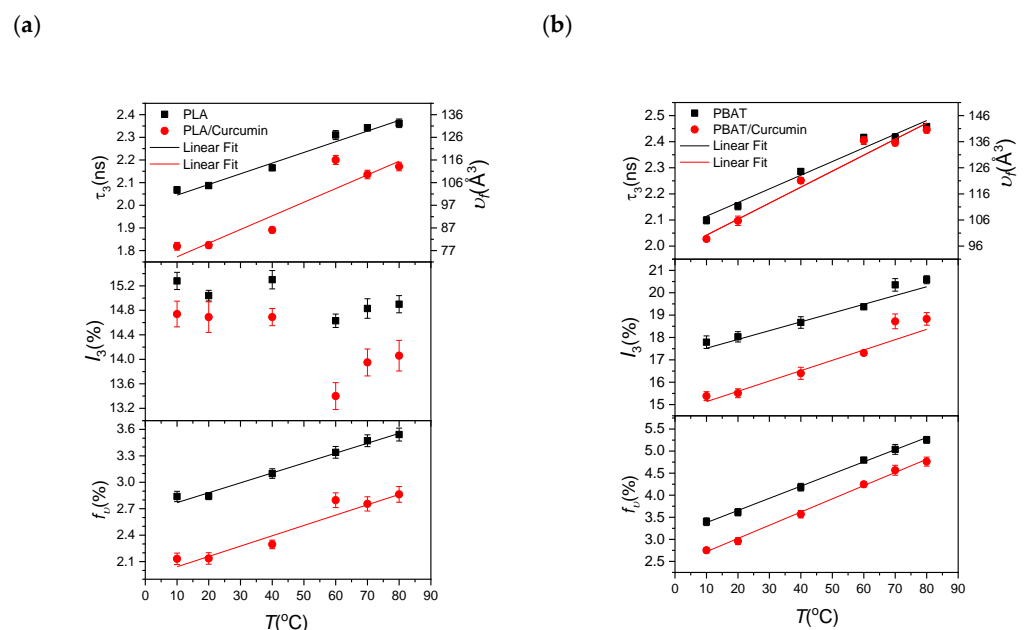 (a)
(b)
PLA
PLA/Curcumin
Linear Fit
Linear Fit
τ3(ns)
2.4
2.3
2.2
2.1
2.0
1.9
1.8
136
126
116
106
97
87
77
υf(Å3)
I3(%)
15.2
14.8
14.4
14.0
13.6
13.2
fυ(%)
3.6
3.3
3.0
2.7
2.4
2.1
0 10 20 30 40 50 60 70 80 90
T(oC)
PBAT
PBAT/Curcumin
Linear Fit
Linear Fit
τ3(ns)
2.5
2.4
2.3
2.2
2.1
2.0
146
136
126
116
106
96
υf(Å3)
I3(%)
21
20
19
18
17
16
15
fυ(%)
5.5
5.0
4.5
4.0
3.5
3.0
2.5
0 10 20 30 40 50 60 70 80 90
T(oC)